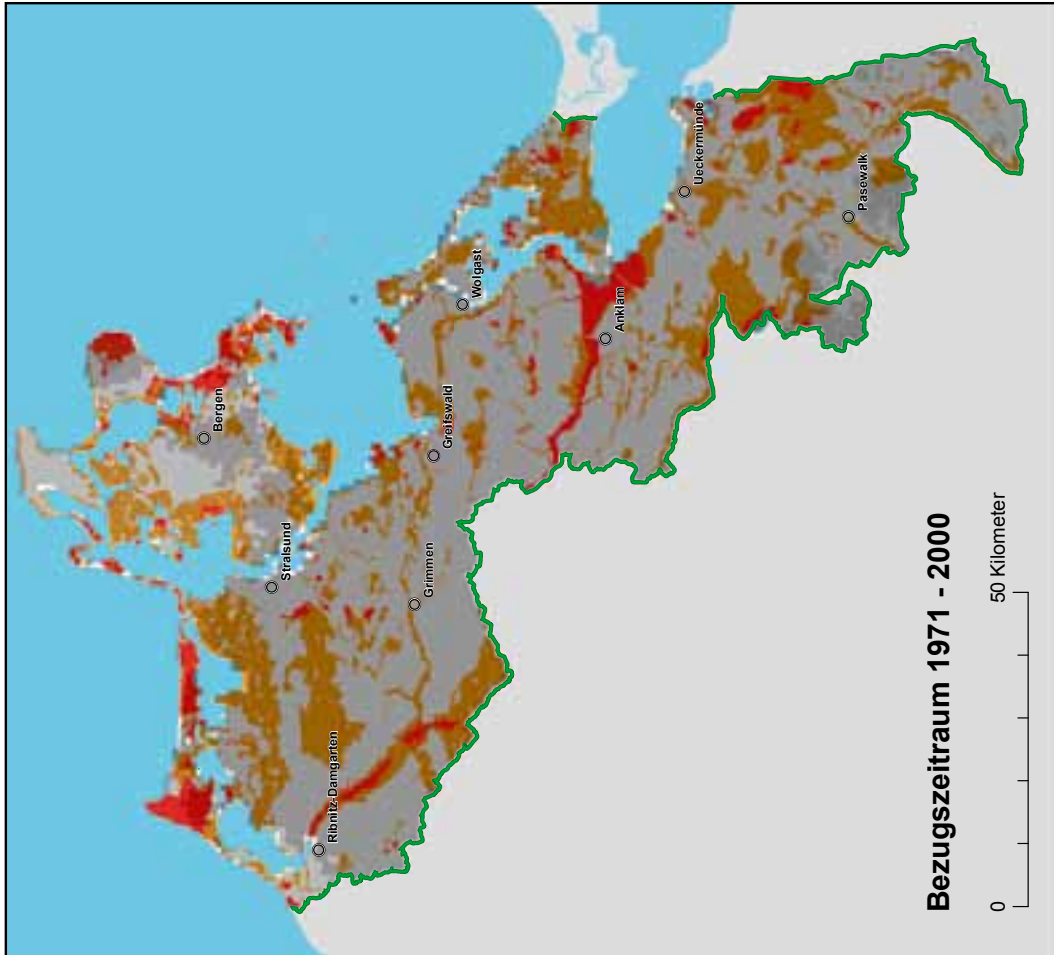 Bergen
Stralsund
Greifswald
Wolgast
Grimmen
Ribnitz-Damgarten
Anklam
Ueckermünde
Pasewalk
Bezugszeitraum 1971 - 2000
0
50 Kilometer